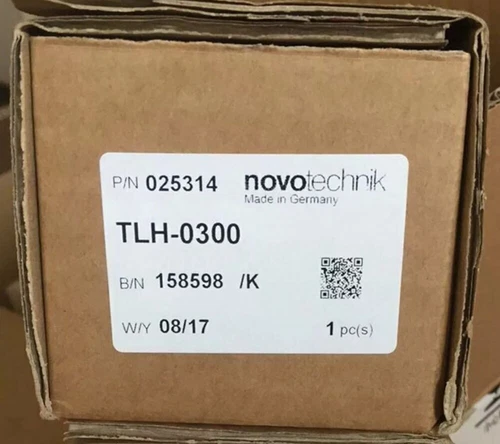 P/N 025314 novotechnik
Made in Germany
TLH-0300
B/N 158598 /K
W/Y 08/17 1 pc(s)